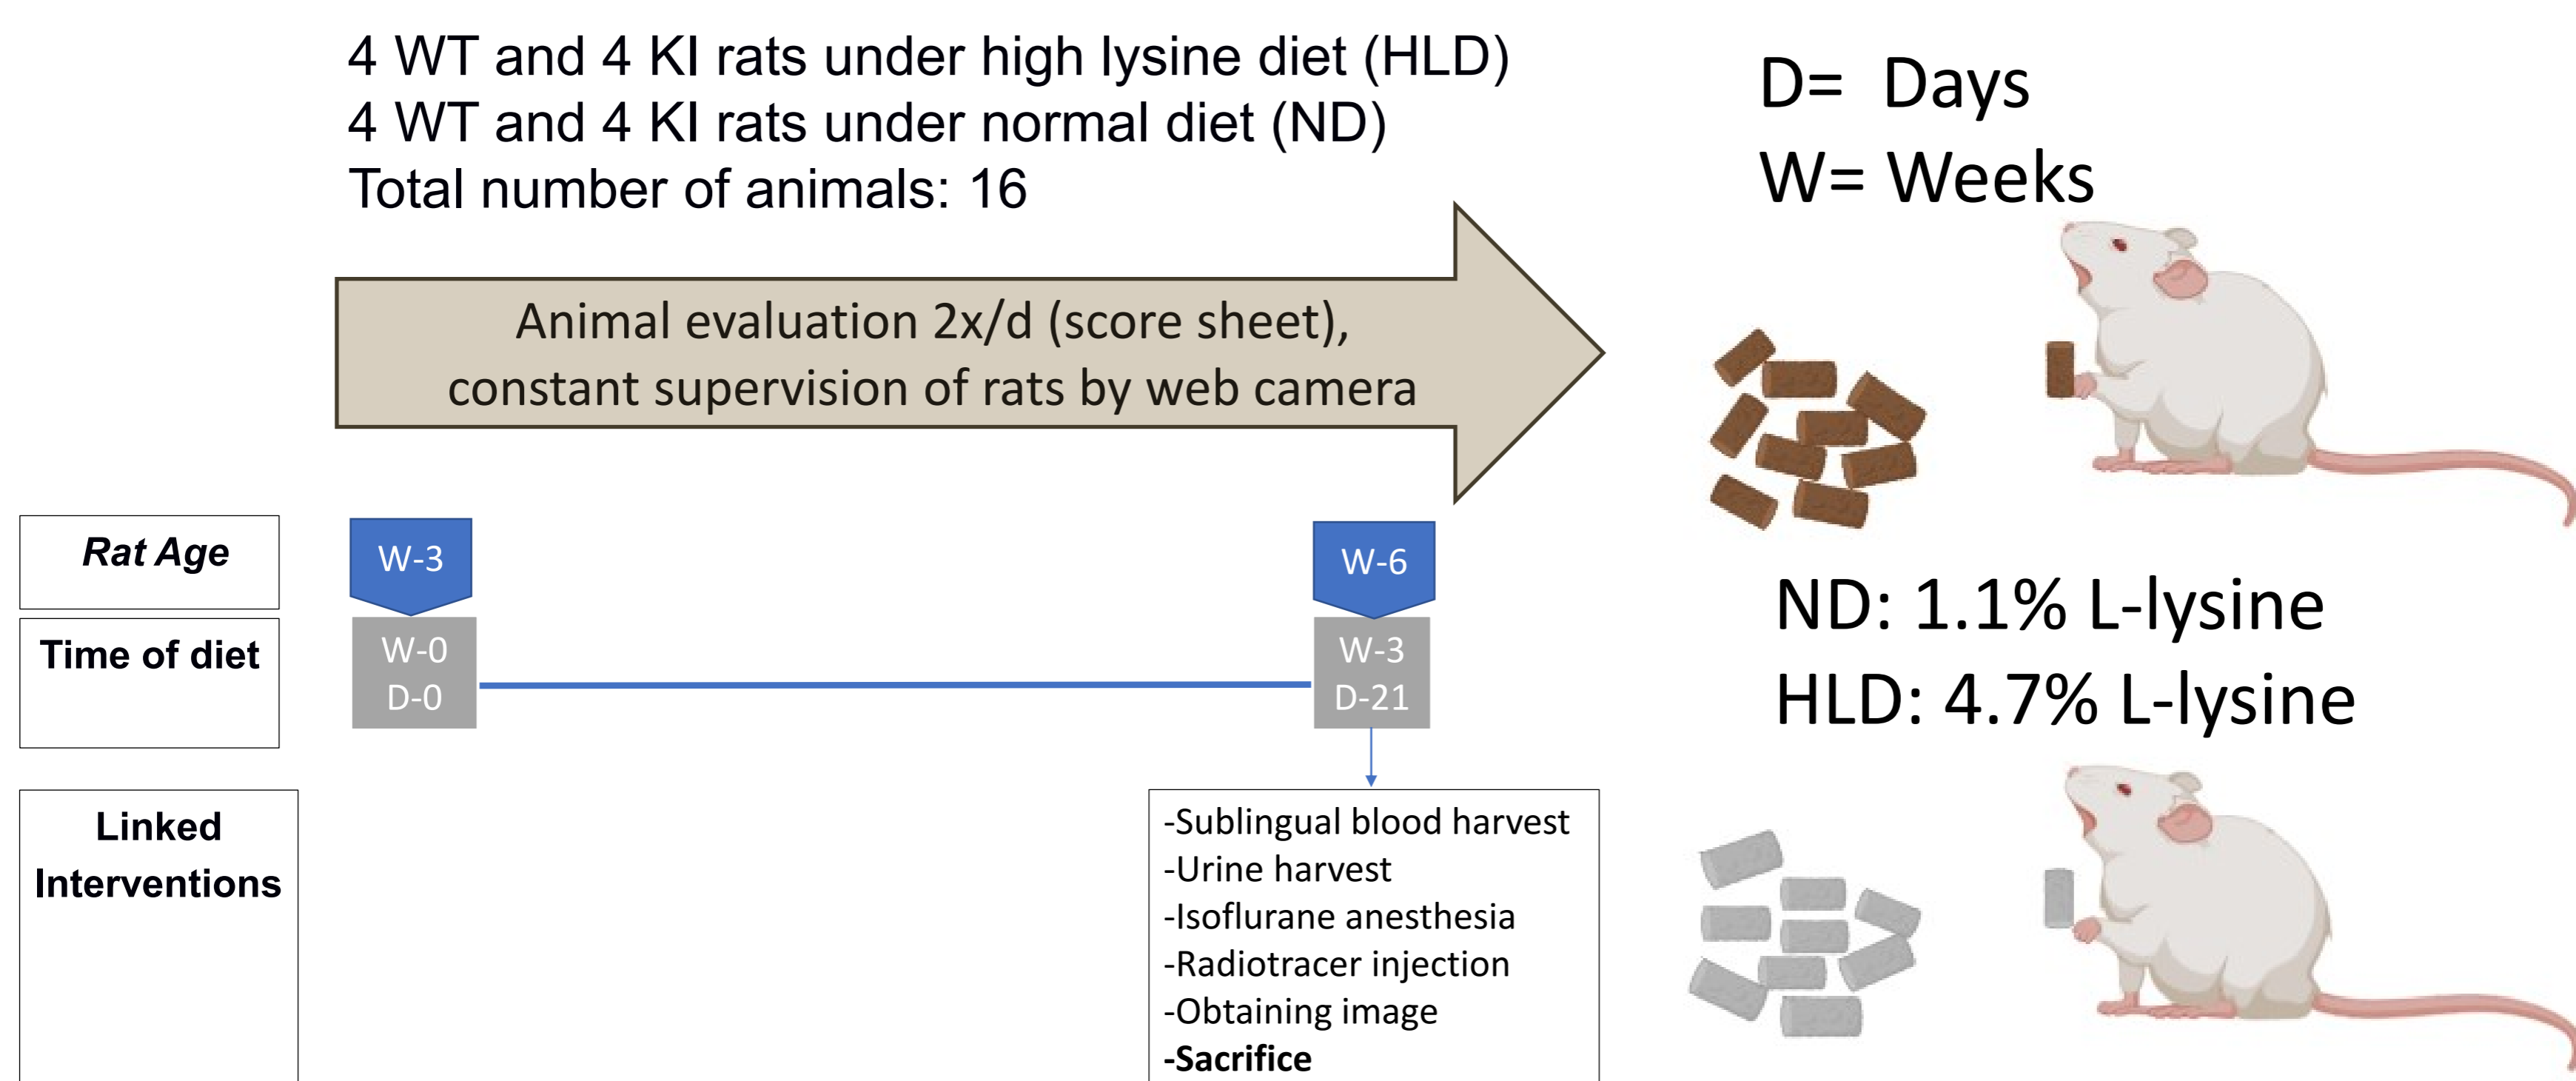 4 WT and 4 KI rats under high lysine diet (HLD)
4 WT and 4 KI rats under normal diet (ND)
Total number of animals: 16
D= Days
W= Weeks
Animal evaluation 2x/d (score sheet),
constant supervision of rats by web camera
Rat Age
W-3
W-6
Time of diet
W-0
D-0
W-3
D-21
ND: 1.1% L-lysine
HLD: 4.7% L-lysine
Linked
Interventions
-Sublingual blood harvest
-Urine harvest
-Isoflurane anesthesia
-Radiotracer injection
-Obtaining image
-Sacrifice